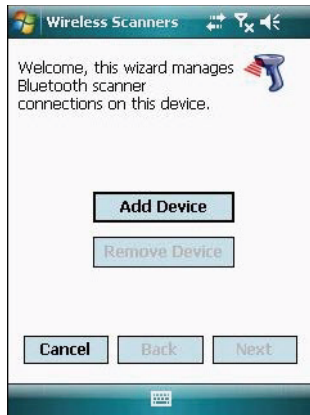 Wireless Scanners
Welcome, this wizard manages
Bluetooth scanner
connections on this device.
Add Device
Remove Device
Cancel Back Next